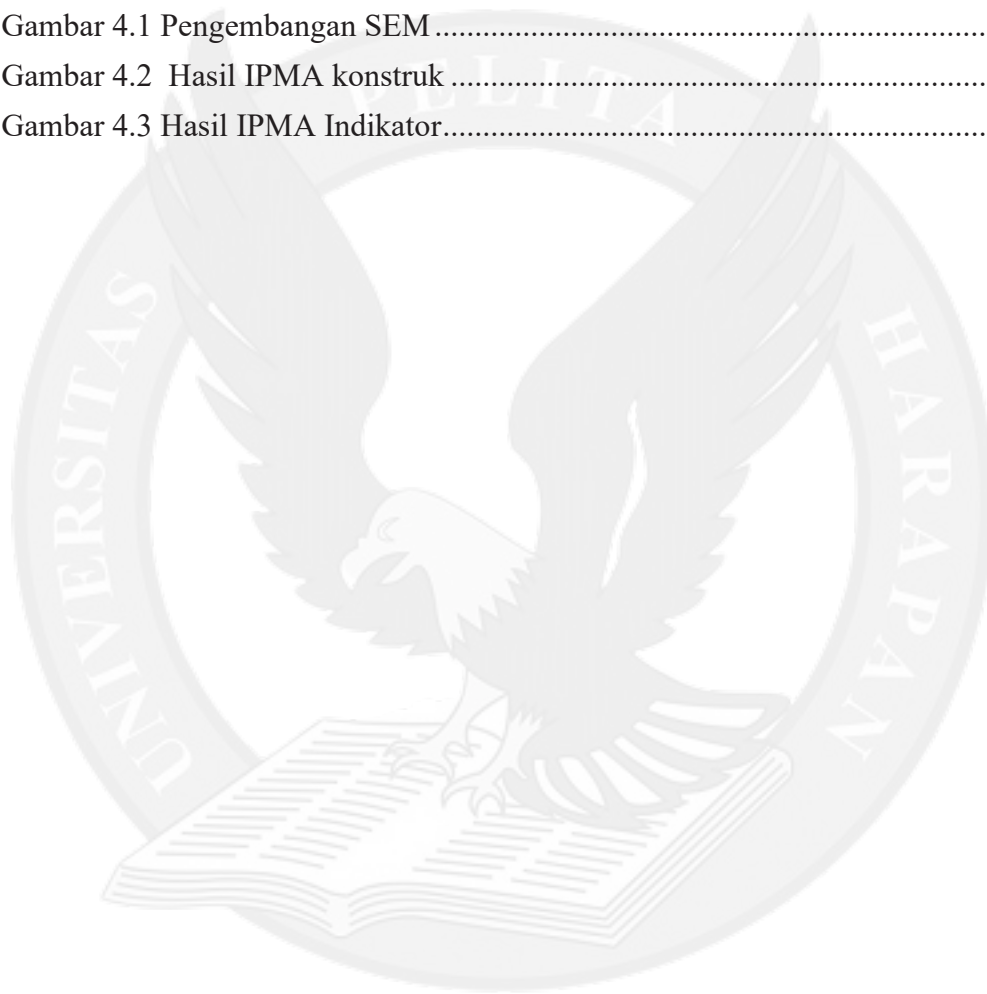 Gambar 4.1 Pengembangan SEM ......................................................................
Gambar 4.2  Hasil IPMA konstruk ....................................................................
Gambar 4.3 Hasil IPMA Indikator.....................................................................
UNIVERSITAS PELITA HARAPAN